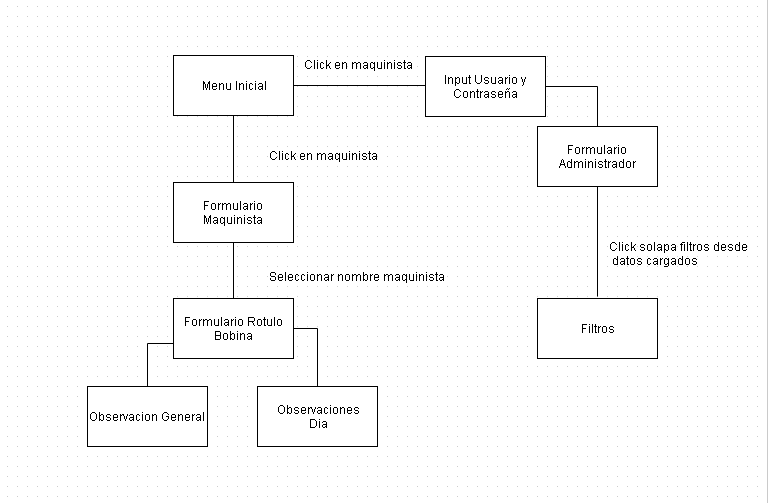 Click en maquinista
Menu Inicial
Input Usuario y
Contraseña
Click en maquinista
Formulario
Administrador
Formulario
Maquinista
Click solapa filtros desde
datos cargados
Seleccionar nombre maquinista
Formulario Rotulo
Bobina
Filtros
Observacion General
Observaciones
Dia